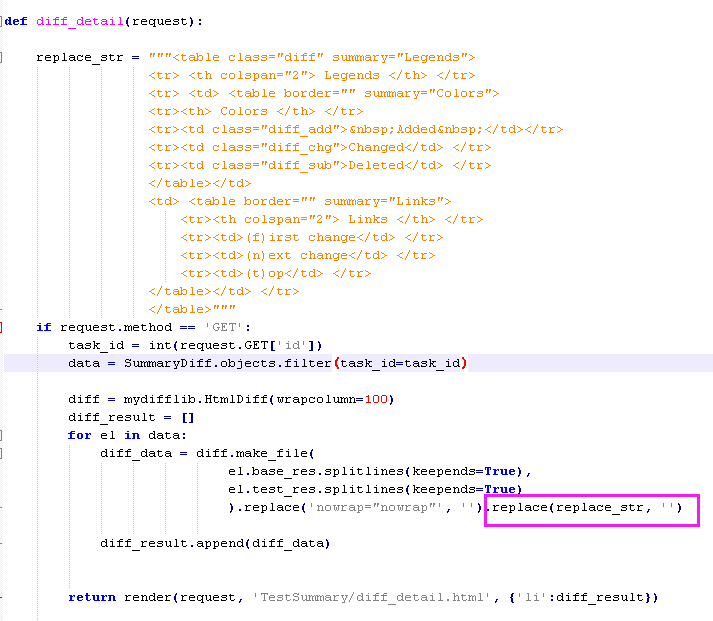 def diff_detail(request):
replace_str = """<table class="diff" summary="Legends">
<tr> <th colspan="2"> Legends </th> </tr>
<tr> <td> <table border="" summary="Colors">
<tr><th> Colors </th> </tr>
<tr><td class="diff_add">&nbsp;Added&nbsp;</td></tr>
<tr><td class="diff_chg">Changed</td> </tr>
<tr><td class="diff_sub">Deleted</td> </tr>
</table></td>
<td> <table border="" summary="Links">
<tr><th colspan="2"> Links </th> </tr>
<tr><td>(f)irst change</td> </tr>
<tr><td>(n)ext change</td> </tr>
<tr><td>(t)op</td> </tr>
</table></td> </tr>
</table>"""
if request.method == 'GET':
task_id = int(request.GET['id'])
data = SummaryDiff.objects.filter(task_id=task_id)
diff = mydifflib.HtmlDiff(wrapcolumn=100)
diff_result = []
for el in data:
diff_data = diff.make_file(
el.base_res.splitlines(keepends=True),
el.test_res.splitlines(keepends=True)
).replace('nowrap="nowrap"', '').replace(replace_str, '')
diff_result.append(diff_data)
return render(request, 'TestSummary/diff_detail.html', {'li':diff_result})